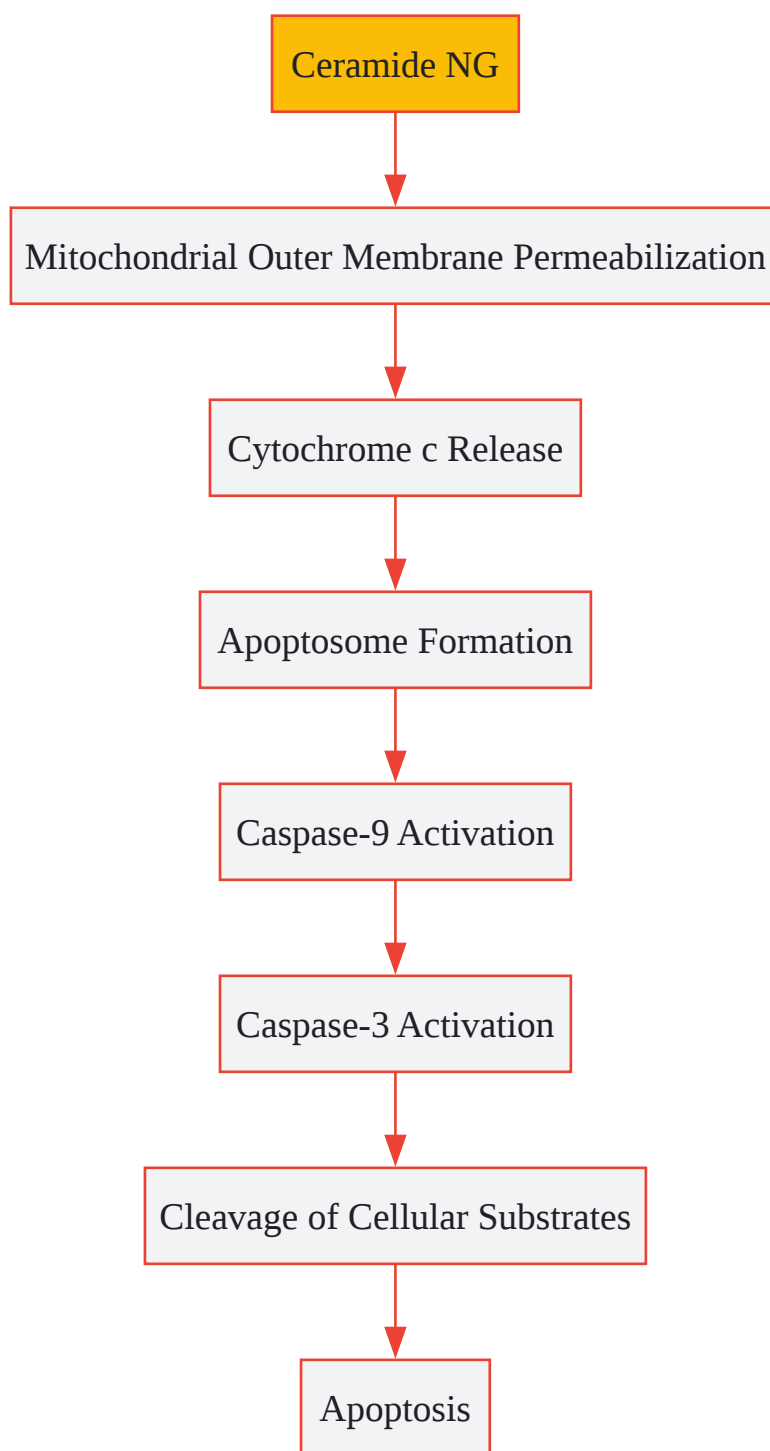 Ceramide NG
Mitochondrial Outer Membrane Permeabilization
Cytochrome c Release
Apoptosome Formation
Caspase-9 Activation
Caspase-3 Activation
Cleavage of Cellular Substrates
Apoptosis